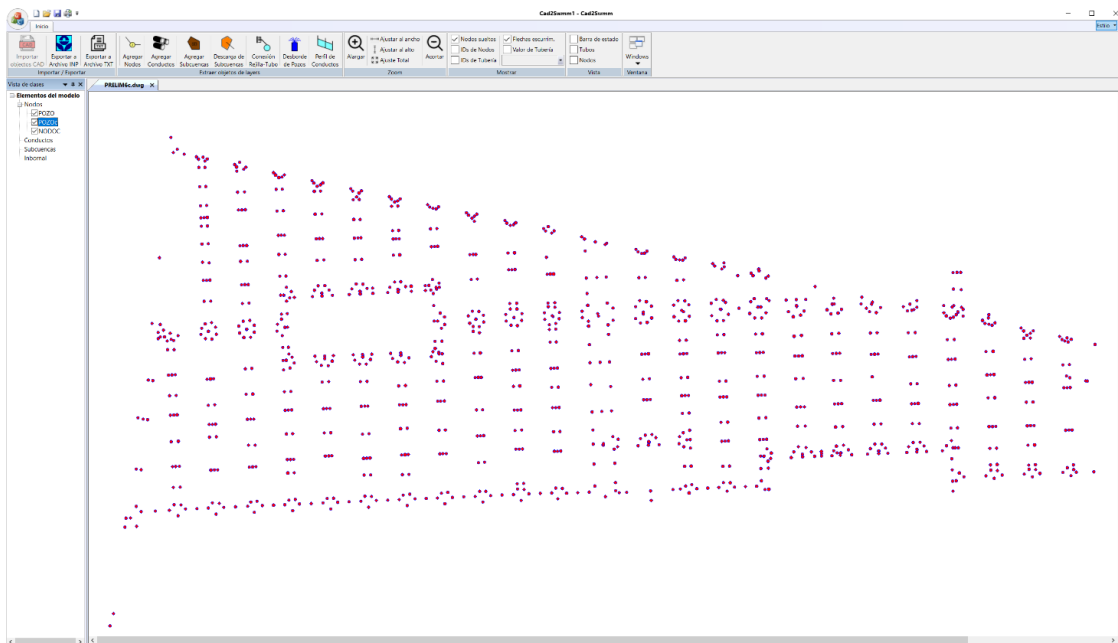 Cad2Swmm1 - Cad2Swmm
Inicio
Estilo
Importar objectos CAD
Exportar a Archivo INP
Exportar a Archivo TXT
Agregar Nodos
Agregar Conductos
Agregar Subcuencas
Descarga de Subcuencas
Conexión Rejilla-Tubo
Desborde de Pozos
Perfil de Conductos
Alargar
Ajustar al ancho
Ajustar al alto
Ajuste Total
Acortar
Nodos sueltos
IDs de Nodos
IDs de Tubería
Flechas escurrim.
Valor de Tubería
Barra de estado
Tubos
Nodos
Windows
Importar / Exportar
Extraer objetos de layers
Zoom
Mostrar
Vista
Ventana
Vista de clases
PRELIM6c.dwg
Elementos del modelo
Nodos
POZO
POZOC
NODOC
Conductos
Subcuencas
Inbornal